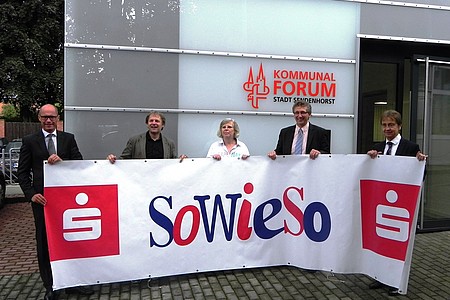 KOMMUNAL
FORUM
STADT SENDENHORST
SoWieSo